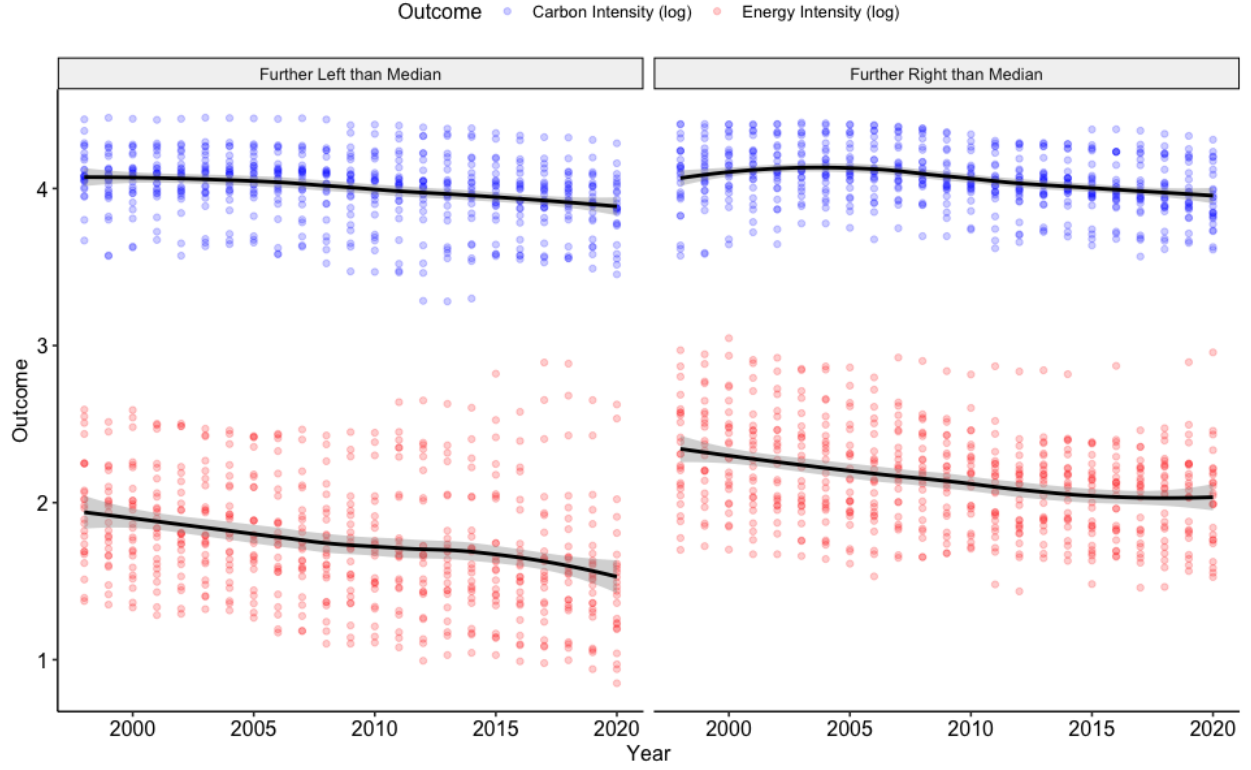 Outcome Carbon Intensity (log) Energy Intensity (log)
Further Left than Median
Further Right than Median
4
3
2
1
Outcome
2000 2005 2010 2015 2020
2000 2005 2010 2015 2020
Year